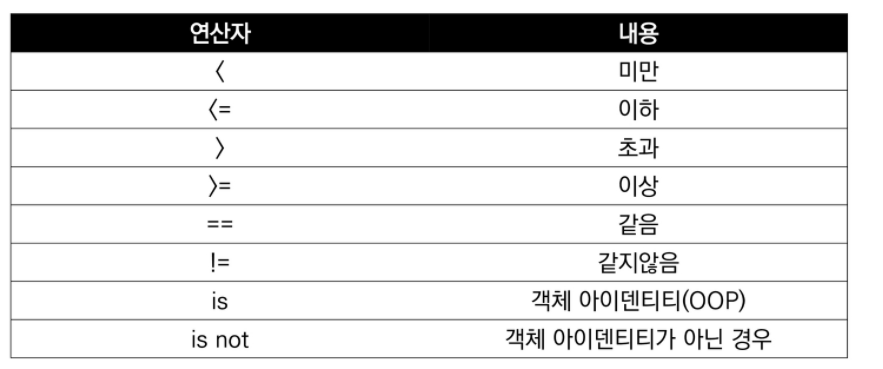 연산자 내용
< 미만
<= 이하
> 초과
>= 이상
== 같음
!= 같지않음
is 객체 아이덴티티(OOP)
is not 객체 아이덴티티가 아닌 경우